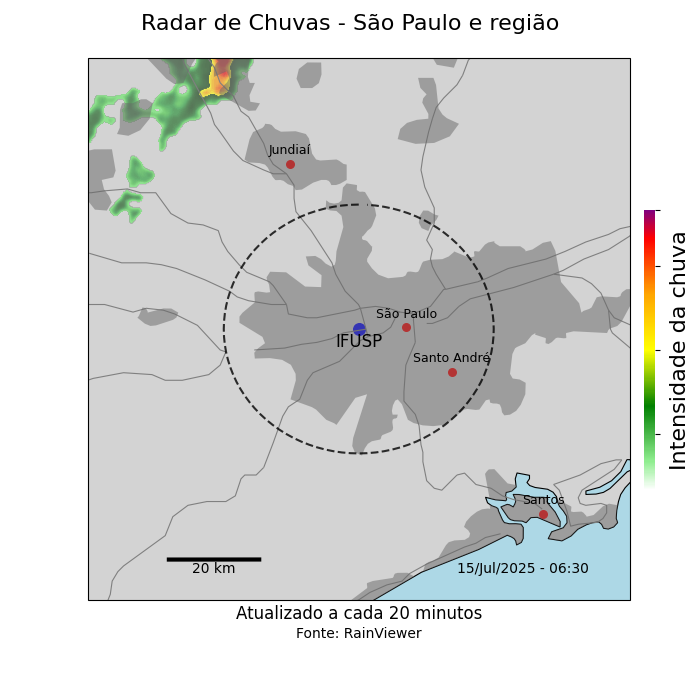 Radar de Chuvas - São Paulo e região
Jundiaí
São Paulo
IFUSP
Santo André
Santos
20 km
15/Jul/2025 - 06:30
Intensidade da chuva
Atualizado a cada 20 minutos
Fonte: RainViewer